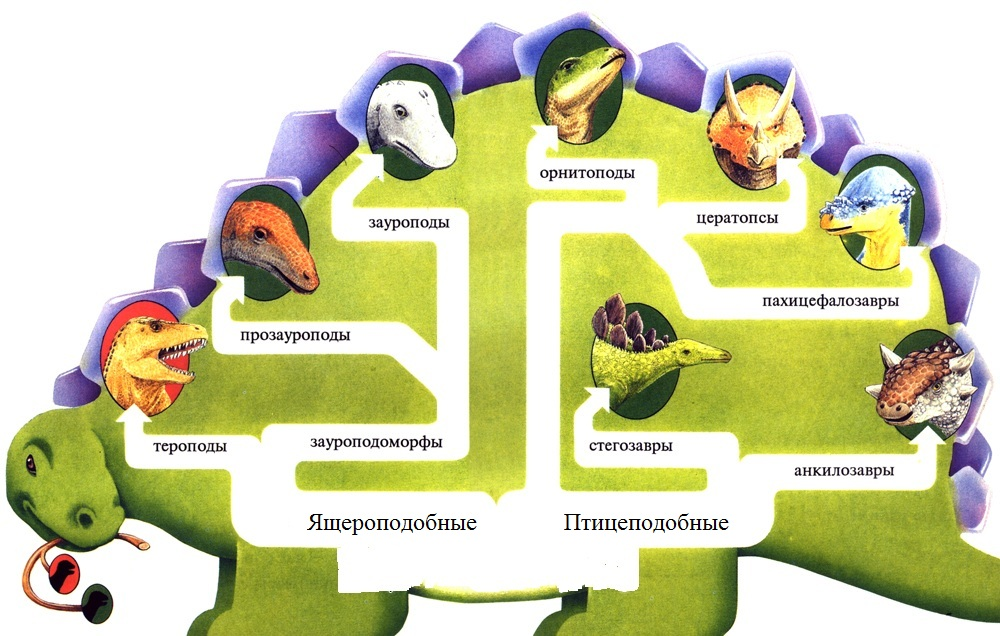 орнитоподы
зауроподы
цератопсы
пахицефалозавры
прозауроподы
тероподы
зауроподоморфы
стегозавры
анкилозавры
Ящероподобные
Птицеподобные